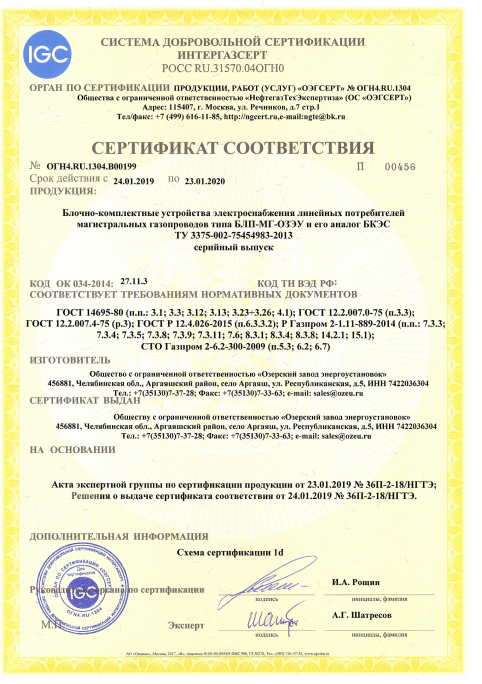 IGC
СИСТЕМА ДОБРОВОЛЬНОЙ СЕРТИФИКАЦИИ
ИНТЕРГАЗСЕРТ
РОСС RU.31570.04ОГН0
ОРГАН ПО СЕРТИФИКАЦИИ ПРОДУКЦИИ, РАБОТ (УСЛУГ) «ОЭГСЕРТ» № ОГН4.RU.1304
Общества с ограниченной ответственностью «НефтегазТехЭкспертиза» (ОС «ОЭГСЕРТ»)
Адрес: 115407, г. Москва, ул. Речников, д.7 стр.1
Тел/факс: +7 (499) 616-11-85, http://ngcert.ru,e-mail:ngte@bk.ru
СЕРТИФИКАТ СООТВЕТСТВИЯ
№ ОГН4.RU.1304.В00199
П 00456
Срок действия с 24.01.2019 по 23.01.2020
ПРОДУКЦИЯ:
Блочно-комплектные устройства электроснабжения линейных потребителей
магистральных газопроводов типа БЛП-МГ-ОЗЭУ и его аналог БКЭС
ТУ 3375-002-75454983-2013
серийный выпуск
КОД ОК 034-2014: 27.11.3 КОД ТН ВЭД РФ:
СООТВЕТСТВУЕТ ТРЕБОВАНИЯМ НОРМАТИВНЫХ ДОКУМЕНТОВ
ГОСТ 14695-80 (п.п.: 3.1; 3.3; 3.12; 3.13; 3.23÷3.26; 4.1); ГОСТ 12.2.007.0-75 (п.3.3);
ГОСТ 12.2.007.4-75 (р.3); ГОСТ Р 12.4.026-2015 (п.6.3.3.2); Р Газпром 2-1.11-889-2014 (п.п.: 7.3.3;
7.3.4; 7.3.5; 7.3.8; 7.3.9; 7.3.11; 7.6; 8.3.1; 8.3.4; 8.3.8; 14.2.1; 15.1);
СТО Газпром 2-6.2-300-2009 (п.5.3; 6.2; 6.7)
ИЗГОТОВИТЕЛЬ
Общество с ограниченной ответственностью «Озерский завод энергоустановок»
456881, Челябинская обл., Аргаяшский район, село Аргаяш, ул. Республиканская, д.5, ИНН 7422036304
Тел.: +7(35130)7-37-28; Факс: +7(35130)7-33-63; e-mail: sales@ozeu.ru
СЕРТИФИКАТ ВЫДАН
Обществу с ограниченной ответственностью «Озерский завод энергоустановок»
456881, Челябинская обл., Аргаяшский район, село Аргаяш, ул. Республиканская, д.5, ИНН 7422036304
Тел.: +7(35130)7-37-28; Факс: +7(35130)7-33-63; e-mail: sales@ozeu.ru
НА ОСНОВАНИИ
Акта экспертной группы по сертификации продукции от 23.01.2019 № 36П-2-18/НГТЭ;
Решения о выдаче сертификата соответствия от 24.01.2019 № 36П-2-18/НГТЭ.
ДОПОЛНИТЕЛЬНАЯ ИНФОРМАЦИЯ
Схема сертификации 1d
Руководитель органа по сертификации
И.А. Рощин
подпись
инициалы, фамилия
М.П.
Эксперт
А.Г. Шатресов
подпись
инициалы, фамилия
Для сертификатов
IGC
ОГН4.RU.1304